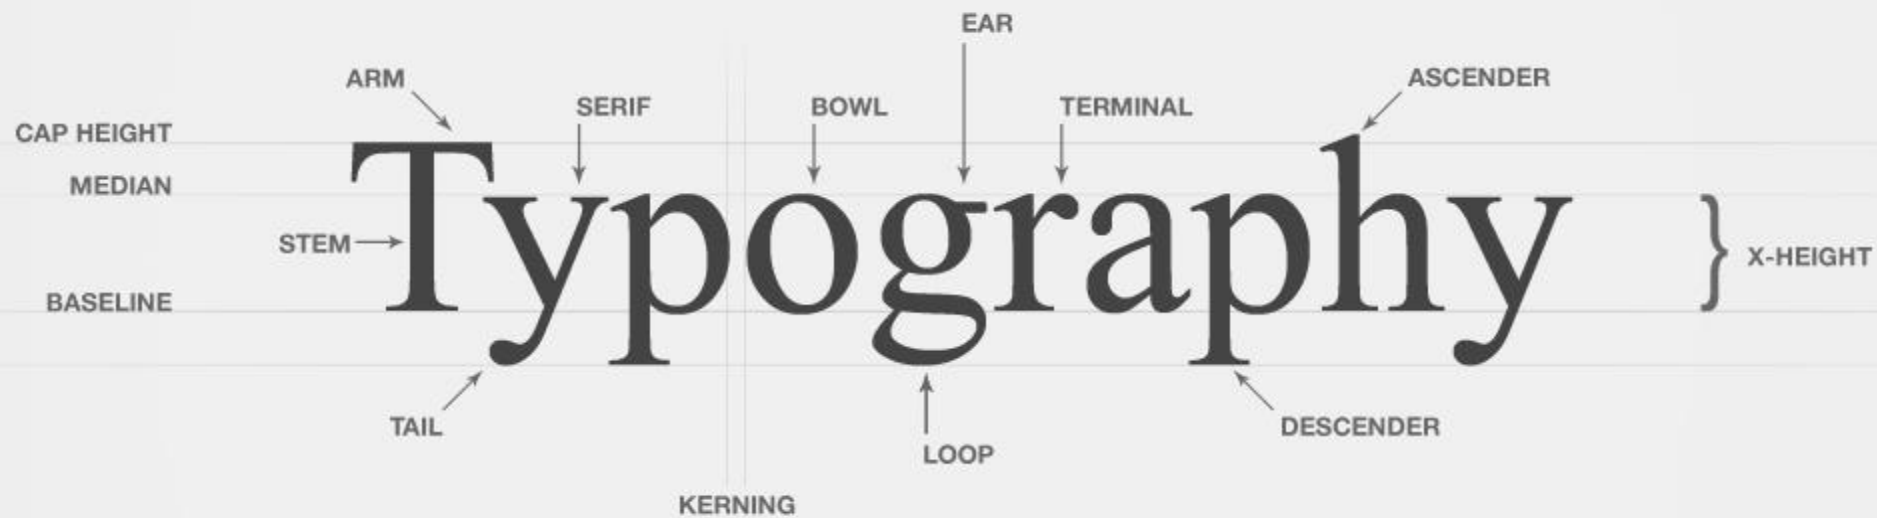 EAR
ARM
ASCENDER
SERIF
BOWL
TERMINAL
CAP HEIGHT
MEDIAN
Typography
STEM
X-HEIGHT
BASELINE
TAIL
DESCENDER
LOOP
KERNING